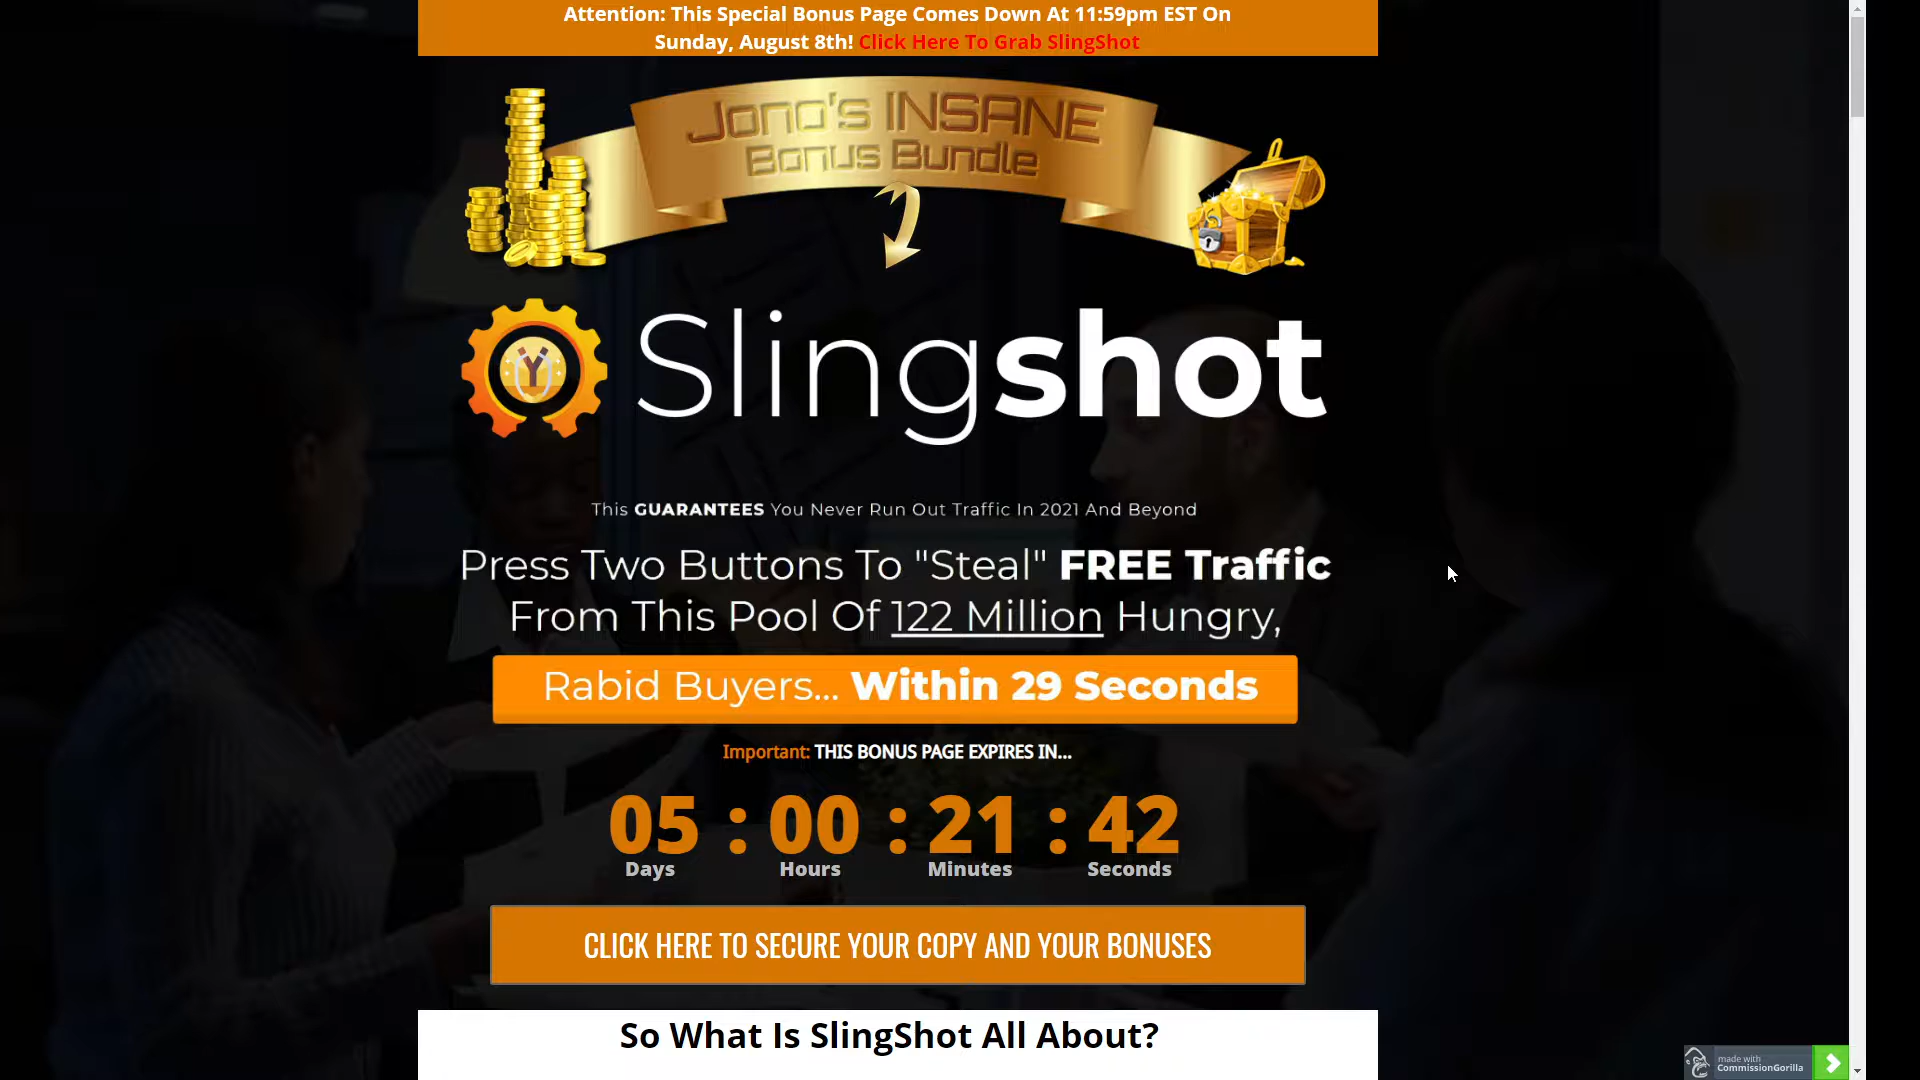 Attention: This Special Bonus Page Comes Down At 11:59pm EST On
Sunday, August 8th! Click Here To Grab SlingShot
Jono's INSANE
Bonus Bundle
Slingshot
This GUARANTEES You Never Run Out Traffic In 2021 And Beyond
Press Two Buttons To "Steal" FREE Traffic
From This Pool Of 122 Million Hungry,
Rabid Buyers... Within 29 Seconds
Important: THIS BONUS PAGE EXPIRES IN...
05 : 00 : 21 : 42
Days Hours Minutes Seconds
CLICK HERE TO SECURE YOUR COPY AND YOUR BONUSES
So What Is SlingShot All About?
made with
CommissionGorilla